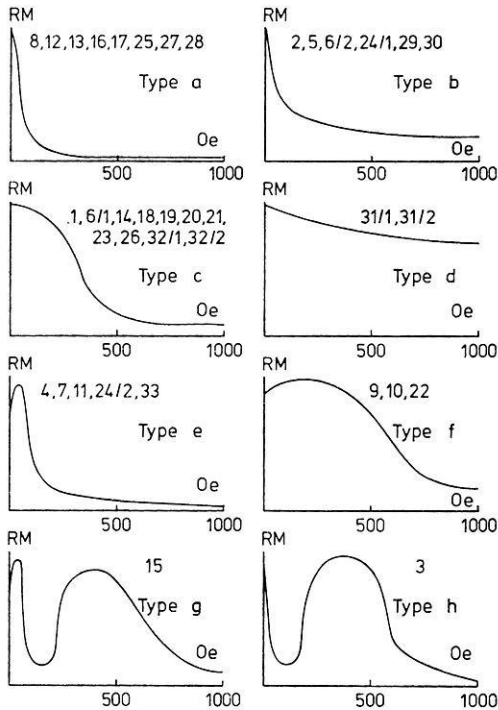 RM
8,12,13,16,17,25,27,28
Type a
Oe
500
1000
RM
2,5,6/2,24/1,29,30
Type b
Oe
500
1000
RM
.1,6/1,14,18,19,20,21,
23,26,32/1,32/2
Type c
Oe
500
1000
RM
31/1,31/2
Type d
Oe
500
1000
RM
4,7,11,24/2,33
Type e
Oe
500
1000
RM
9,10,22
Type f
Oe
500
1000
RM
15
Type g
Oe
500
1000
RM
3
Type h
Oe
500
1000